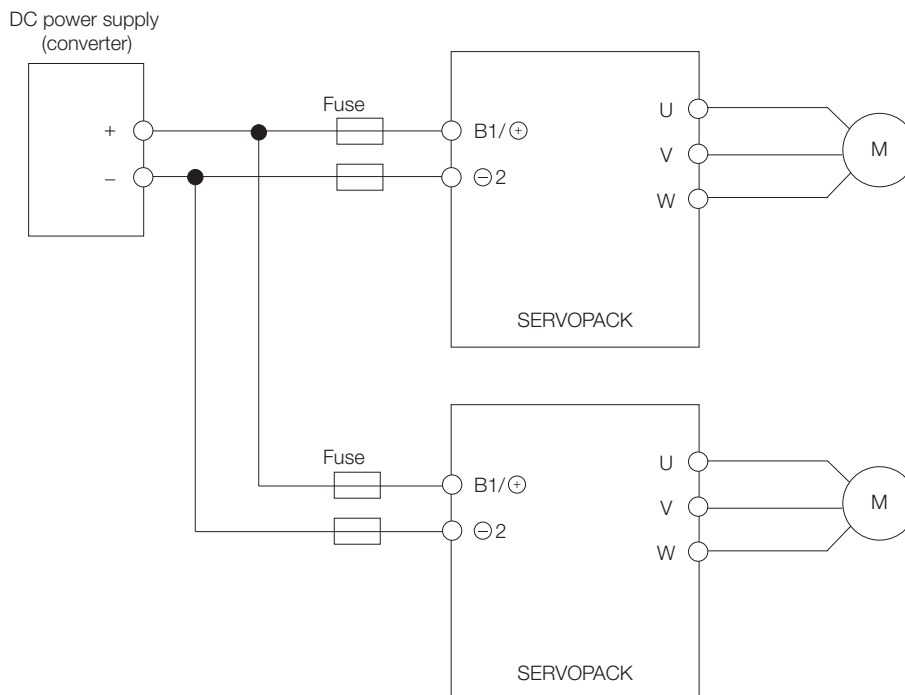 DC power supply
(converter)
+
−
Fuse
B1/⊕
⊖2
U
V
W
M
SERVOPACK
Fuse
B1/⊕
⊖2
U
V
W
M
SERVOPACK